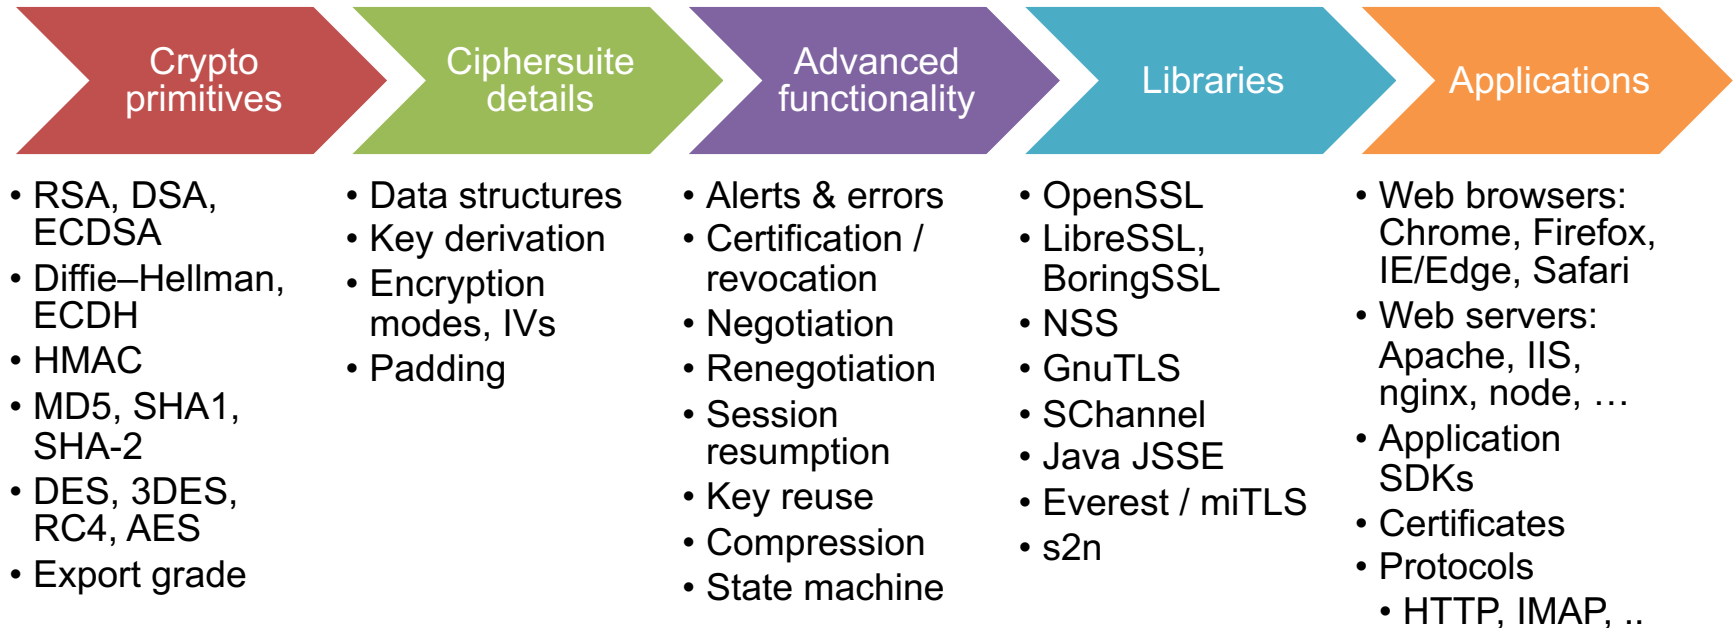 Crypto
primitives
Ciphersuite
details
Advanced
functionality
Libraries
Applications
• RSA, DSA,
ECDSA
• Diffie–Hellman,
ECDH
• HMAC
• MD5, SHA1,
SHA-2
• DES, 3DES,
RC4, AES
• Export grade
• Data structures
• Key derivation
• Encryption
modes, IVs
• Padding
• Alerts & errors
• Certification /
revocation
• Negotiation
• Renegotiation
• Session
resumption
• Key reuse
• Compression
• State machine
• OpenSSL
• LibreSSL,
BoringSSL
• NSS
• GnuTLS
• SChannel
• Java JSSE
• Everest / miTLS
• s2n
• Web browsers:
Chrome, Firefox,
IE/Edge, Safari
• Web servers:
Apache, IIS,
nginx, node, …
• Application
SDKs
• Certificates
• Protocols
• HTTP, IMAP, ..